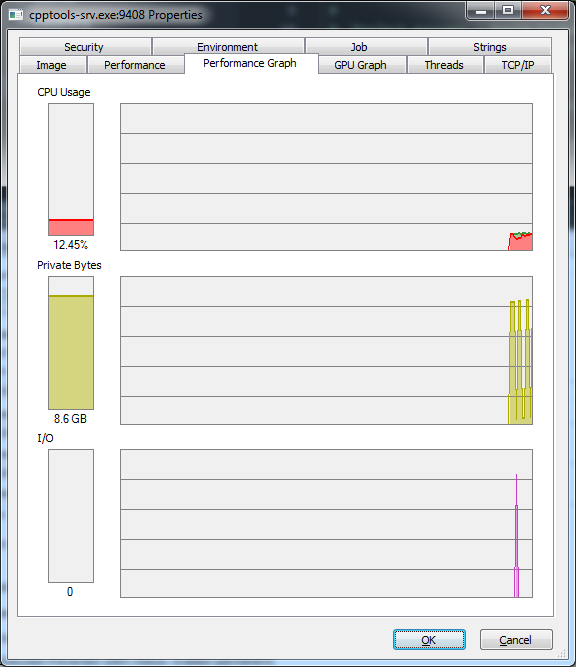 cpptools-srv.exe:9408 Properties
Security Environment Job Strings
Image Performance Performance Graph GPU Graph Threads TCP/IP
CPU Usage
12.45%
Private Bytes
8.6 GB
I/O
0
OK Cancel